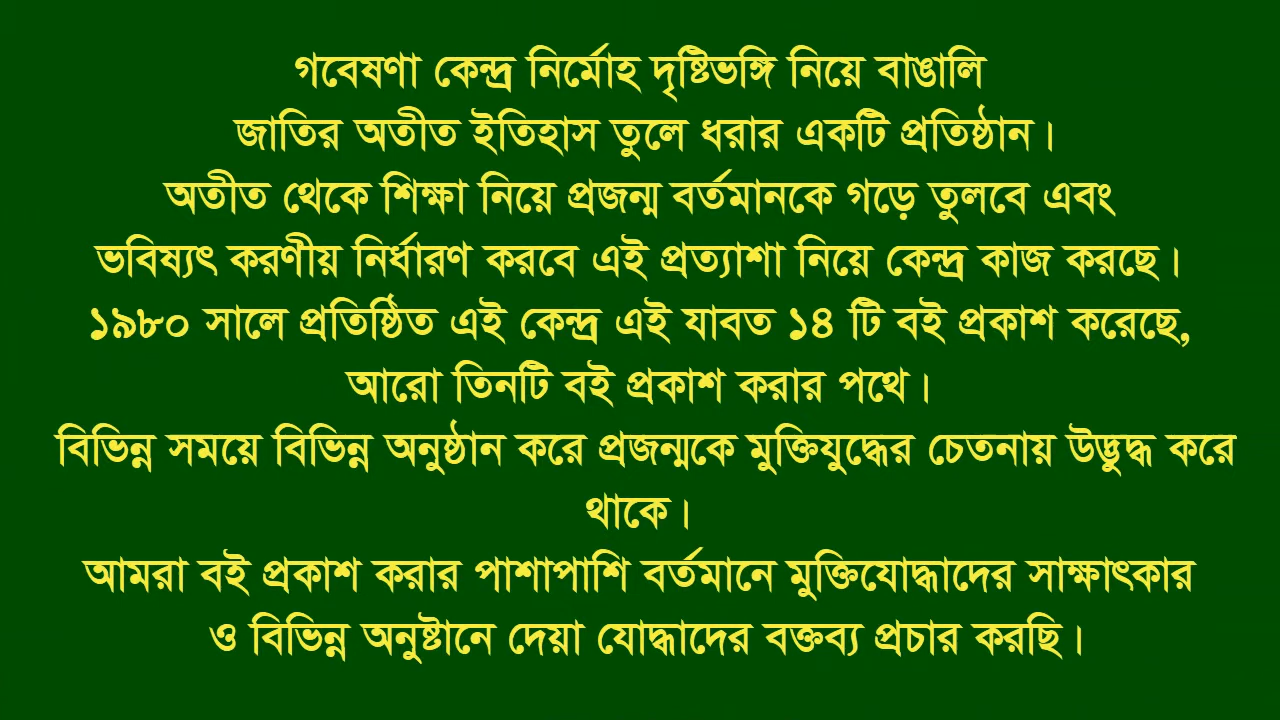 গবেষণা কেন্দ্র নির্মোহ দৃষ্টিভঙ্গি নিয়ে বাঙালি
জাতির অতীত ইতিহাস তুলে ধরার একটি প্রতিষ্ঠান।
অতীত থেকে শিক্ষা নিয়ে প্রজন্ম বর্তমানকে গড়ে তুলবে এবং
ভবিষ্যৎ করণীয় নির্ধারণ করবে এই প্রত্যাশা নিয়ে কেন্দ্র কাজ করছে।
১৯৮০ সালে প্রতিষ্ঠিত এই কেন্দ্র এই যাবত ১৪ টি বই প্রকাশ করেছে,
আরো তিনটি বই প্রকাশ করার পথে।
বিভিন্ন সময়ে বিভিন্ন অনুষ্ঠান করে প্রজন্মকে মুক্তিযুদ্ধের চেতনায় উদ্ভুদ্ধ করে
থাকে।
আমরা বই প্রকাশ করার পাশাপাশি বর্তমানে মুক্তিযোদ্ধাদের সাক্ষাৎকার
ও বিভিন্ন অনুষ্টানে দেয়া যোদ্ধাদের বক্তব্য প্রচার করছি।